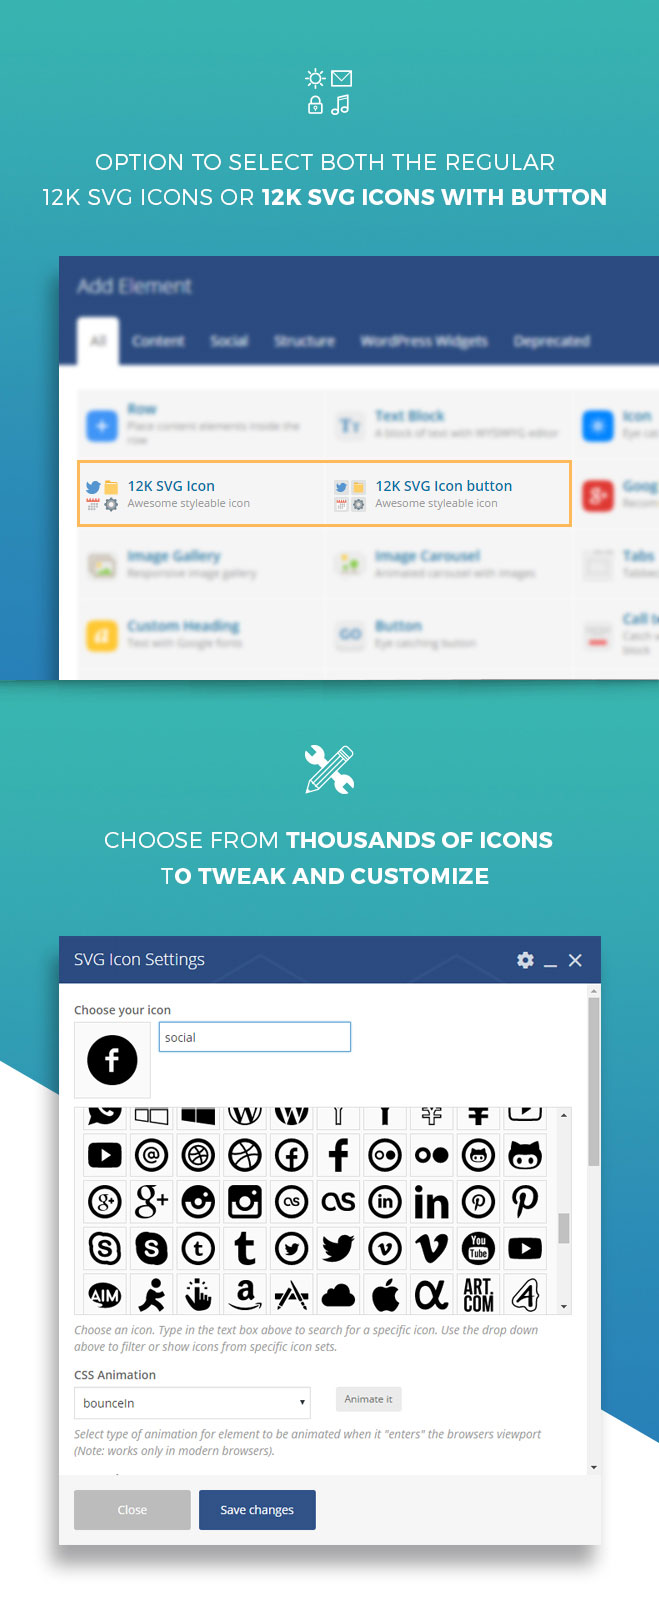 OPTION TO SELECT BOTH THE REGULAR
12K SVG ICONS OR 12K SVG ICONS WITH BUTTON
Add Element
All Content Social Structure WordPress Widgets Deprecated
Row
Place content elements inside the
row
Text Block
A block of text with WYSIWYG editor
Icon
Eye
12K SVG Icon
Awesome styleable icon
12K SVG Icon button
Awesome styleable icon
Goog
Image Gallery
Responsive image gallery
Image Carousel
Animated carousel with images
Tabs
Custom Heading
Text with Google fonts
GO
Button
Eye catching button
Call
Catch
block
CHOOSE FROM THOUSANDS OF ICONS
TO TWEAK AND CUSTOMIZE
SVG Icon Settings
Choose your icon
social
You
Tube
AIM
ART.
COM
Choose an icon. Type in the text box above to search for a specific icon. Use the drop down
above to filter or show icons from specific icon sets.
CSS Animation
bounceIn
Animate it
Select type of animation for element to be animated when it "enters" the browsers viewport
(Note: works only in modern browsers).
Close
Save changes